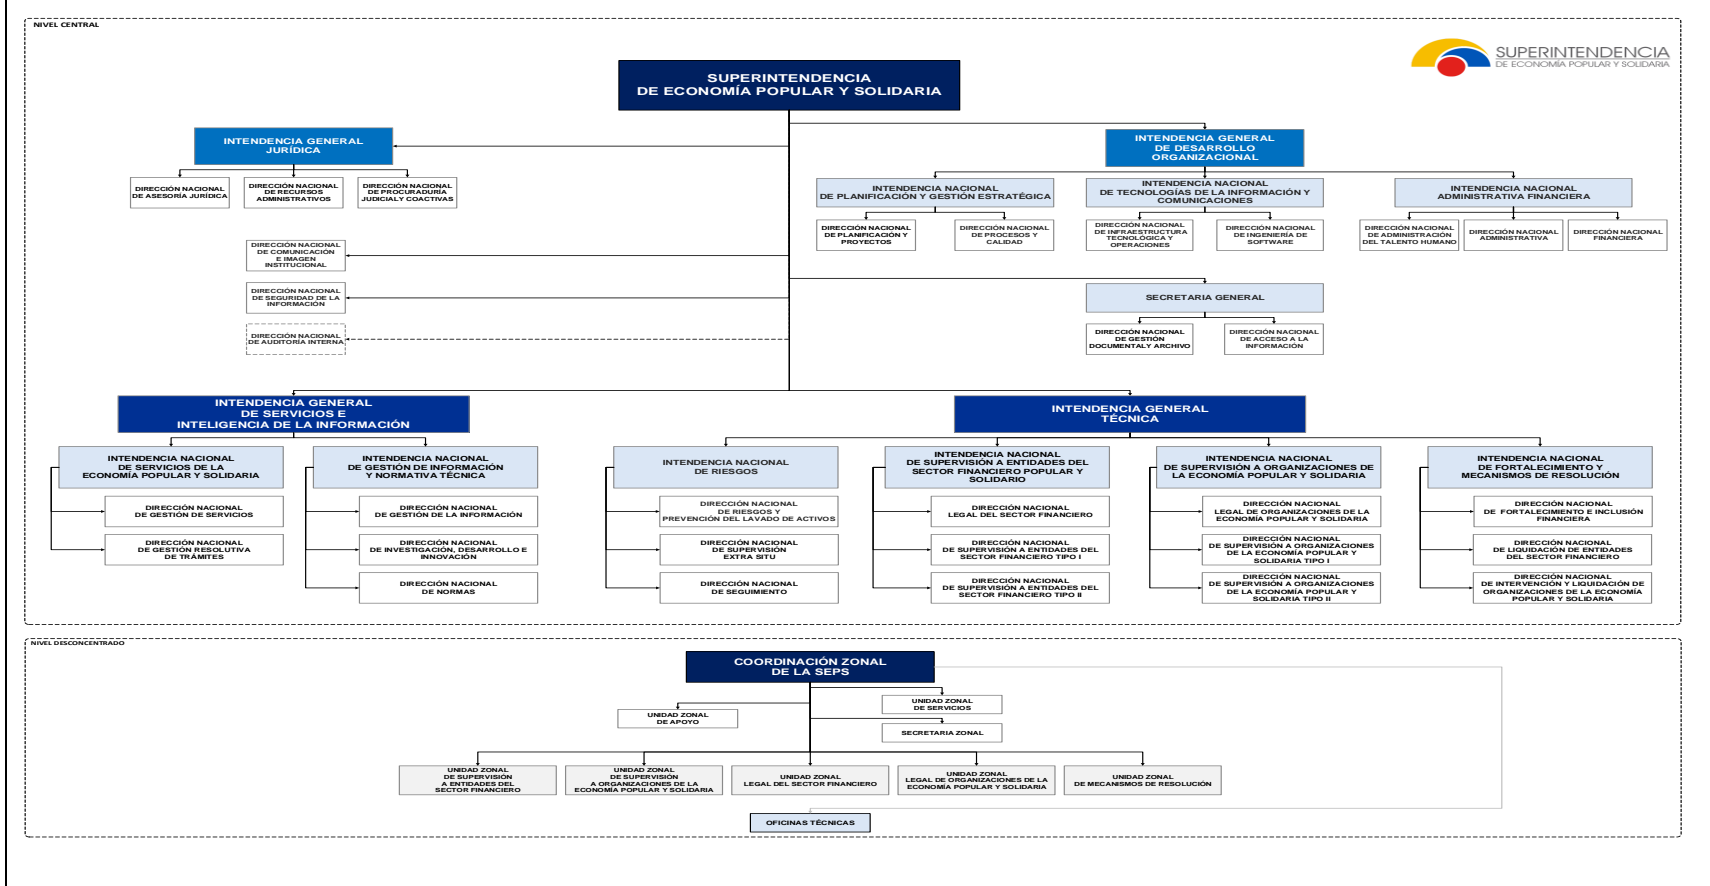 NIVEL CENTRAL
SUPERINTENDENCIA
DE ECONOMÍA POPULAR Y SOLIDARIA
SUPERINTENDENCIA
DE ECONOMÍA POPULAR Y SOLIDARIA
INTENDENCIA GENERAL
JURÍDICA
DIRECCIÓN NACIONAL
DE ASESORÍA JURÍDICA
DIRECCIÓN NACIONAL
DE RECURSOS
ADMINISTRATIVOS
DIRECCIÓN NACIONAL
DE PROCURADURÍA
JUDICIAL Y COACTIVAS
INTENDENCIA GENERAL
DE DESARROLLO
ORGANIZACIONAL
INTENDENCIA NACIONAL
DE PLANIFICACIÓN Y GESTIÓN ESTRATÉGICA
INTENDENCIA NACIONAL
DE TECNOLOGÍAS DE LA INFORMACIÓN Y
COMUNICACIONES
INTENDENCIA NACIONAL
ADMINISTRATIVA FINANCIERA
DIRECCIÓN NACIONAL
DE PLANIFICACIÓN Y
PROYECTOS
DIRECCIÓN NACIONAL
DE PROCESOS Y
CALIDAD
DIRECCIÓN NACIONAL
DE INFRAESTRUCTURA
TECNOLÓGICA Y
OPERACIONES
DIRECCIÓN NACIONAL
DE INGENIERÍA DE
SOFTWARE
DIRECCIÓN NACIONAL
DE ADMINISTRACIÓN
DEL TALENTO HUMANO
DIRECCIÓN NACIONAL
ADMINISTRATIVA
DIRECCIÓN NACIONAL
FINANCIERA
DIRECCIÓN NACIONAL
DE COMUNICACIÓN
E IMAGEN
INSTITUCIONAL
DIRECCIÓN NACIONAL
DE SEGURIDAD DE LA
INFORMACIÓN
DIRECCIÓN NACIONAL
DE AUDITORÍA INTERNA
SECRETARIA GENERAL
DIRECCIÓN NACIONAL
DE GESTIÓN
DOCUMENTAL Y ARCHIVO
DIRECCIÓN NACIONAL
DE ACCESO A LA
INFORMACIÓN
INTENDENCIA GENERAL
DE SERVICIOS E
INTELIGENCIA DE LA INFORMACIÓN
INTENDENCIA GENERAL
TÉCNICA
INTENDENCIA NACIONAL
DE SERVICIOS DE LA
ECONOMÍA POPULAR Y SOLIDARIA
DIRECCIÓN NACIONAL
DE GESTIÓN DE SERVICIOS
DIRECCIÓN NACIONAL
DE GESTIÓN RESOLUTIVA
DE TRÁMITES
INTENDENCIA NACIONAL
DE GESTIÓN DE INFORMACIÓN
Y NORMATIVA TÉCNICA
DIRECCIÓN NACIONAL
DE GESTIÓN DE LA INFORMACIÓN
DIRECCIÓN NACIONAL
DE INVESTIGACIÓN, DESARROLLO E
INNOVACIÓN
DIRECCIÓN NACIONAL
DE NORMAS
INTENDENCIA NACIONAL
DE RIESGOS
DIRECCIÓN NACIONAL
DE RIESGOS Y
PREVENCIÓN DEL LAVADO DE ACTIVOS
DIRECCIÓN NACIONAL
DE SUPERVISIÓN
EXTRA SITU
DIRECCIÓN NACIONAL
DE SEGUIMIENTO
INTENDENCIA NACIONAL
DE SUPERVISIÓN A ENTIDADES DEL
SECTOR FINANCIERO POPULAR Y
SOLIDARIO
DIRECCIÓN NACIONAL
LEGAL DEL SECTOR FINANCIERO
DIRECCIÓN NACIONAL
DE SUPERVISIÓN A ENTIDADES DEL
SECTOR FINANCIERO TIPO I
DIRECCIÓN NACIONAL
DE SUPERVISIÓN A ENTIDADES DEL
SECTOR FINANCIERO TIPO II
INTENDENCIA NACIONAL
DE SUPERVISIÓN A ORGANIZACIONES DE
LA ECONOMÍA POPULAR Y SOLIDARIA
DIRECCIÓN NACIONAL
LEGAL DE ORGANIZACIONES DE LA
ECONOMÍA POPULAR Y SOLIDARIA
DIRECCIÓN NACIONAL
DE SUPERVISIÓN A ORGANIZACIONES
DE LA ECONOMÍA POPULAR Y
SOLIDARIA TIPO I
DIRECCIÓN NACIONAL
DE SUPERVISIÓN A ORGANIZACIONES
DE LA ECONOMÍA POPULAR Y
SOLIDARIA TIPO II
INTENDENCIA NACIONAL
DE FORTALECIMIENTO Y
MECANISMOS DE RESOLUCIÓN
DIRECCIÓN NACIONAL
DE FORTALECIMIENTO E INCLUSIÓN
FINANCIERA
DIRECCIÓN NACIONAL
DE LIQUIDACIÓN DE ENTIDADES
DEL SECTOR FINANCIERO
DIRECCIÓN NACIONAL
DE INTERVENCIÓN Y LIQUIDACIÓN DE
ORGANIZACIONES DE LA ECONOMÍA
POPULAR Y SOLIDARIA
NIVEL DESCONCENTRADO
COORDINACIÓN ZONAL
DE LA SEPS
UNIDAD ZONAL
DE APOYO
UNIDAD ZONAL
DE SERVICIOS
SECRETARIA ZONAL
UNIDAD ZONAL
DE SUPERVISIÓN
A ENTIDADES DEL
SECTOR FINANCIERO
UNIDAD ZONAL
DE SUPERVISIÓN
A ORGANIZACIONES DE LA
ECONOMÍA POPULAR Y SOLIDARIA
UNIDAD ZONAL
LEGAL DEL SECTOR FINANCIERO
UNIDAD ZONAL
LEGAL DE ORGANIZACIONES DE LA
ECONOMÍA POPULAR Y SOLIDARIA
UNIDAD ZONAL
DE MECANISMOS DE RESOLUCIÓN
OFICINAS TÉCNICAS